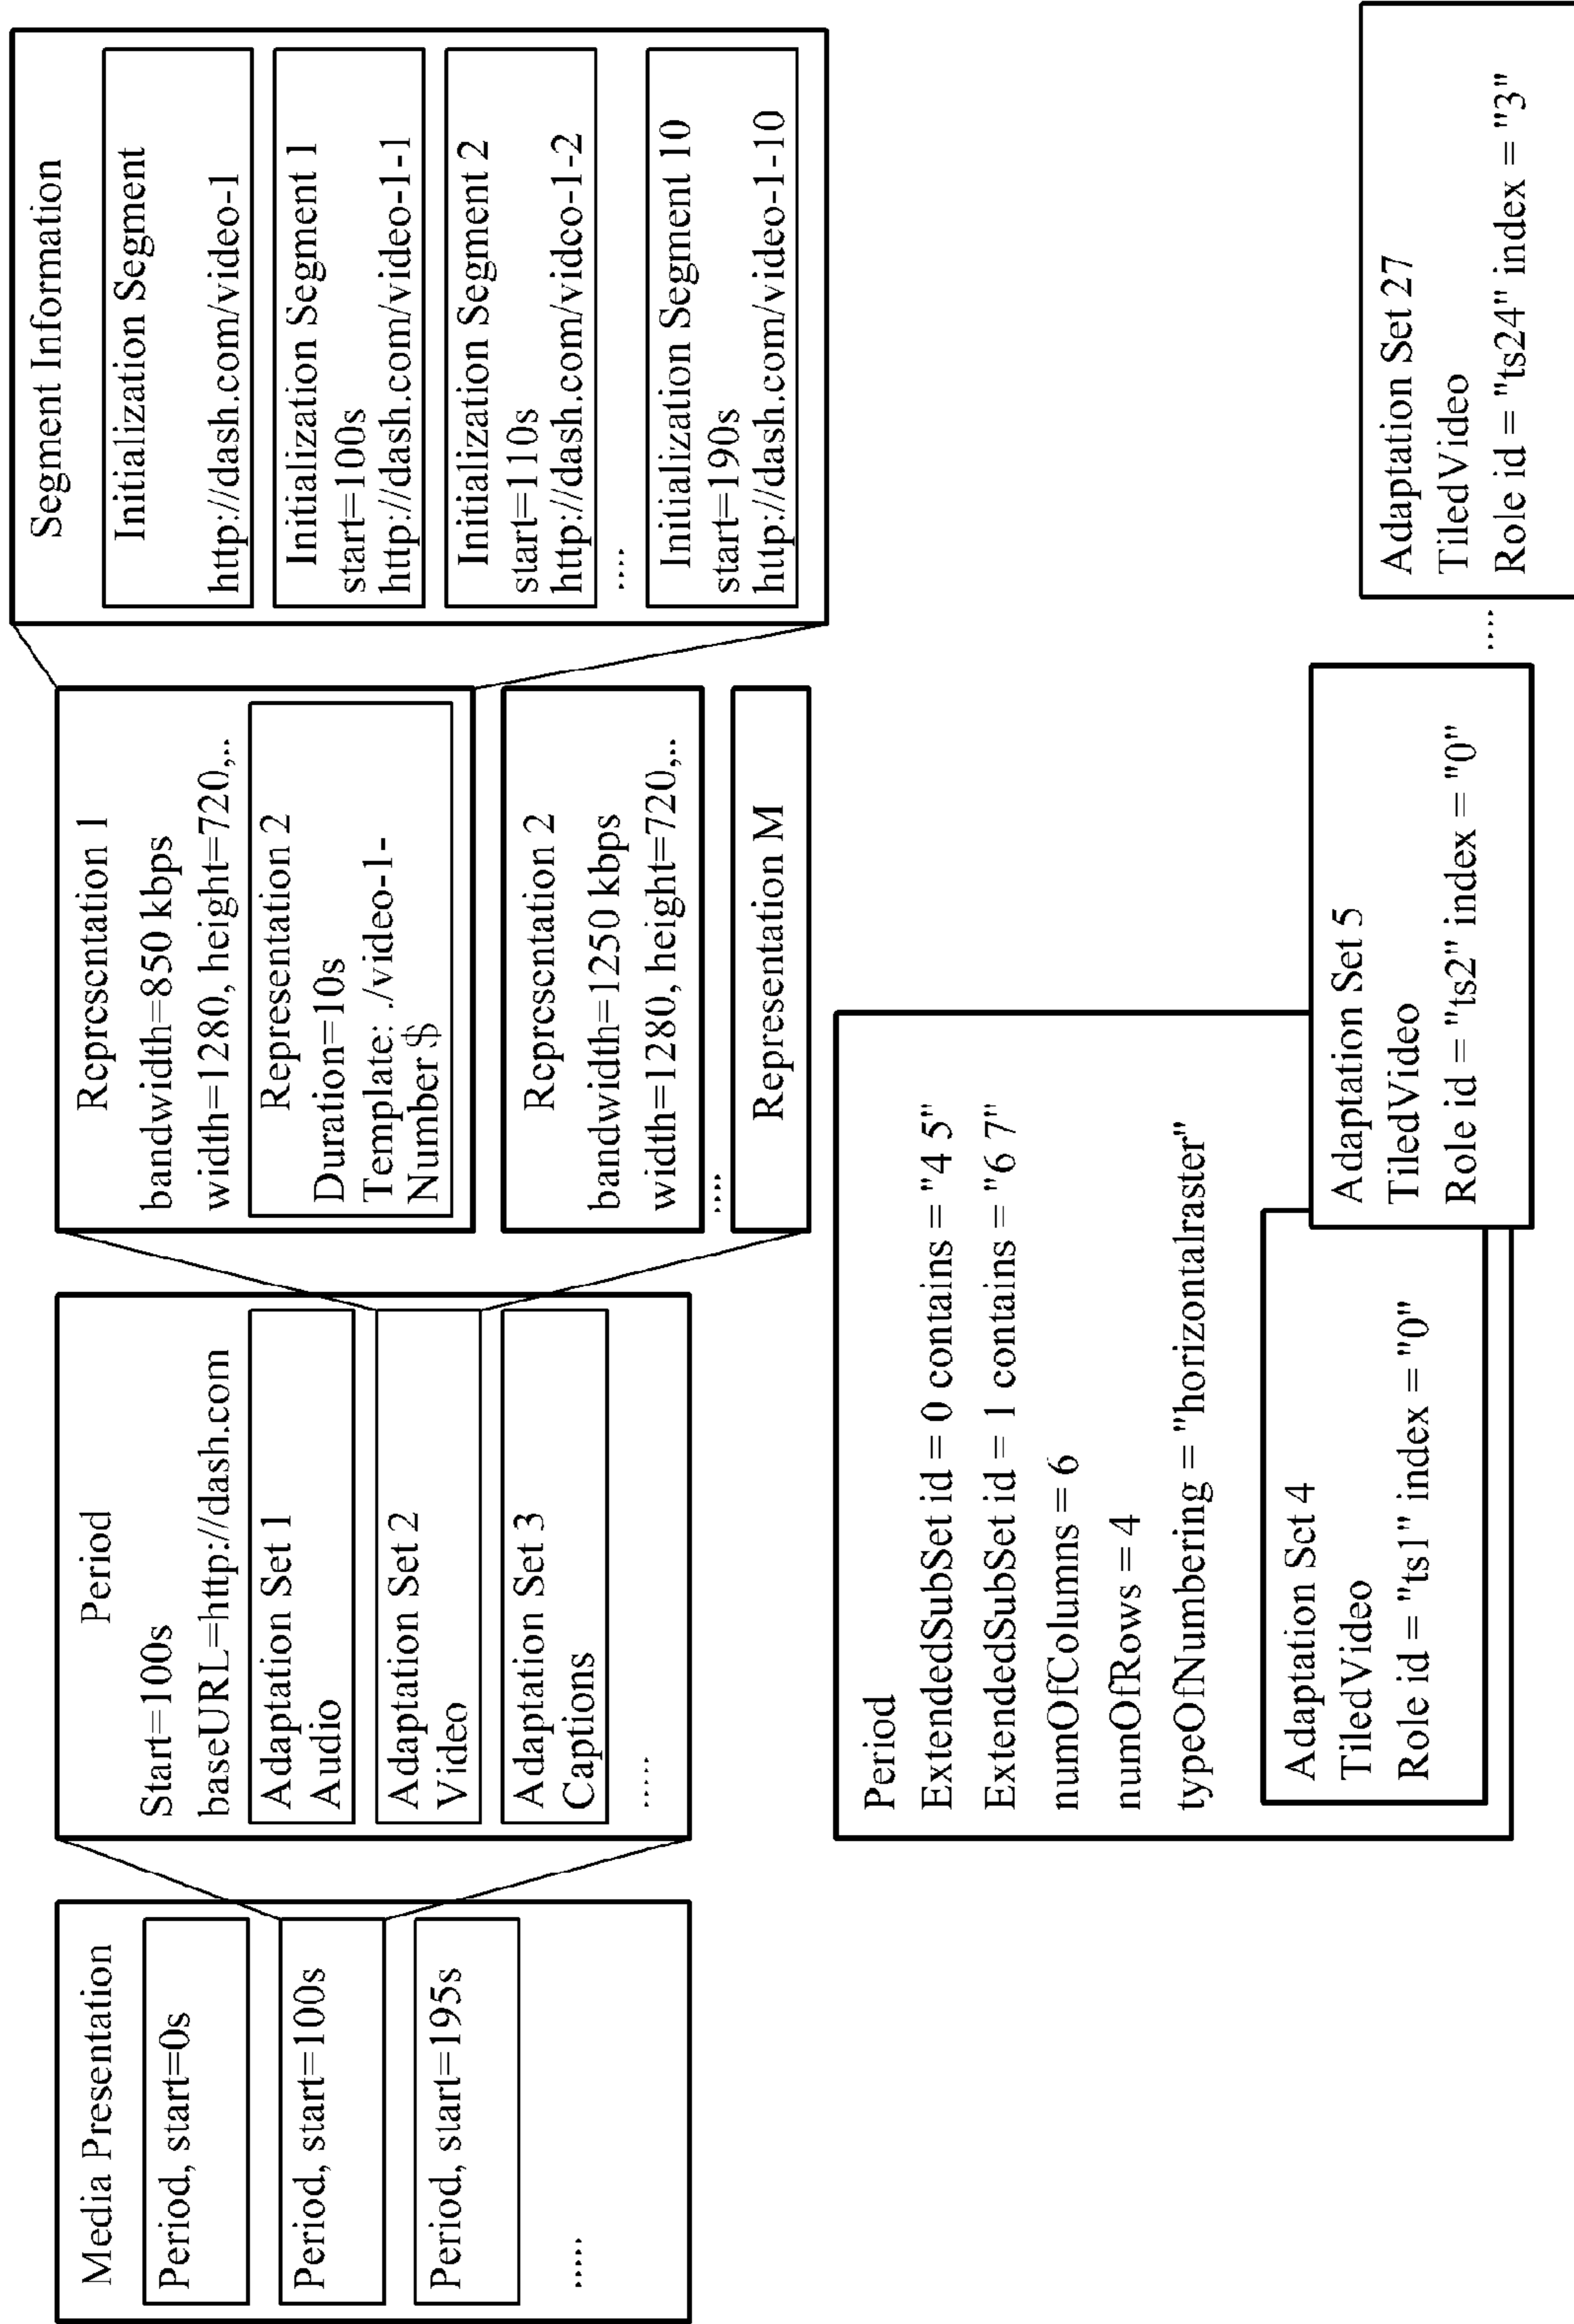 Media Presentation
Period, start=0s
Period, start=100s
Period, start=195s
.....
Period
Start=100s
baseURL=http://dash.com
Adaptation Set 1
Audio
Adaptation Set 2
Video
Adaptation Set 3
Captions
.....
Representation 1
bandwidth=850 kbps
width=1280, height=720,..
Representation 2
Duration=10s
Template: ./video-1-
Number $
Representation 2
bandwidth=1250 kbps
width=1280, height=720,..
....
Representation M
Segment Information
Initialization Segment
http://dash.com/video-1
Initialization Segment 1
start=100s
http://dash.com/video-1-1
Initialization Segment 2
start=110s
http://dash.com/video-1-2
....
Initialization Segment 10
start=190s
http://dash.com/video-1-10
Period
ExtendedSubSet id = 0 contains = "4 5"
ExtendedSubSet id = 1 contains = "6 7"
numOfColumns = 6
numOfRows = 4
typeOfNumbering = "horizontalraster"
Adaptation Set 4
TiledVideo
Role id = "ts1" index = "0"
Adaptation Set 5
TiledVideo
Role id = "ts2" index = "0"
.....
Adaptation Set 27
TiledVideo
Role id = "ts24" index = "3"